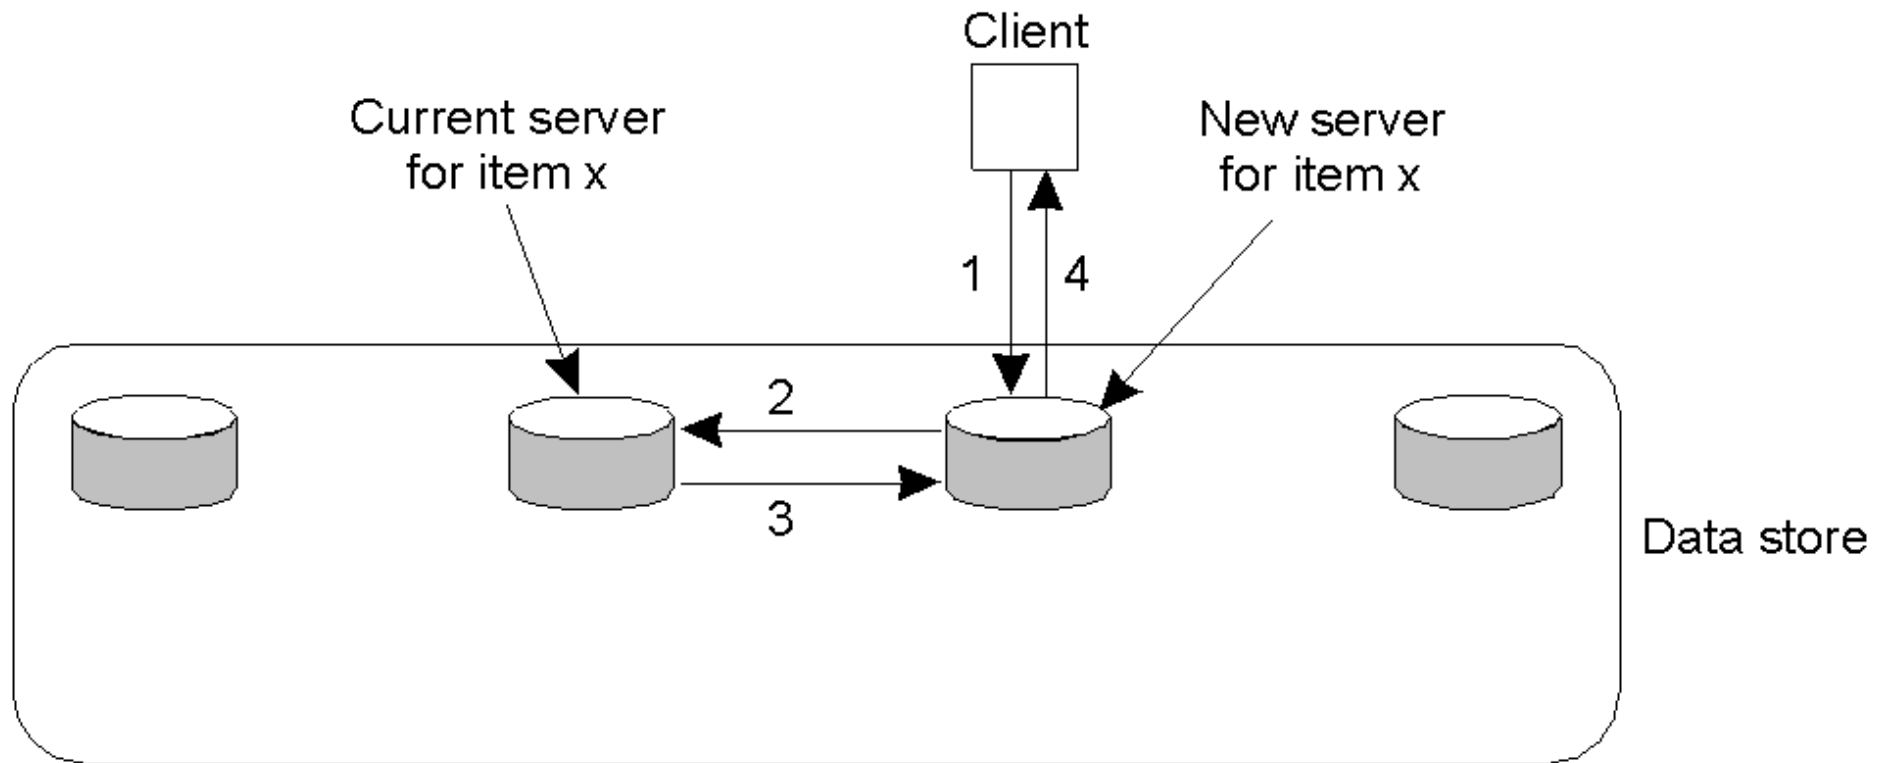 Client
Current server
for item x
New server
for item x
1
4
2
3
Data store